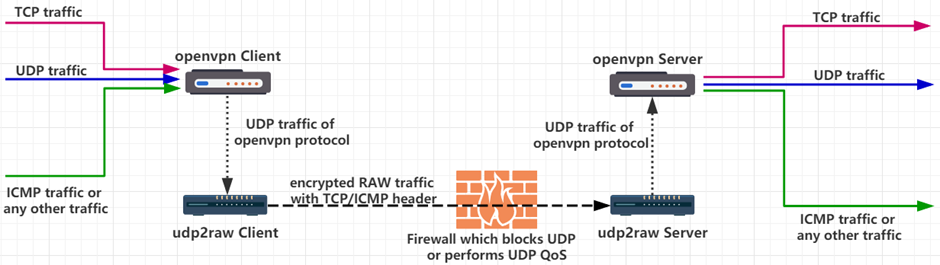 TCP traffic
openvpn Client
UDP traffic
UDP traffic of
openvpn protocol
ICMP traffic or
any other traffic
udp2raw Client
encrypted RAW traffic
with TCP/ICMP header
Firewall which blocks UDP
or performs UDP QoS
openvpn Server
UDP traffic of
openvpn protocol
udp2raw Server
TCP traffic
UDP traffic
ICMP traffic or
any other traffic